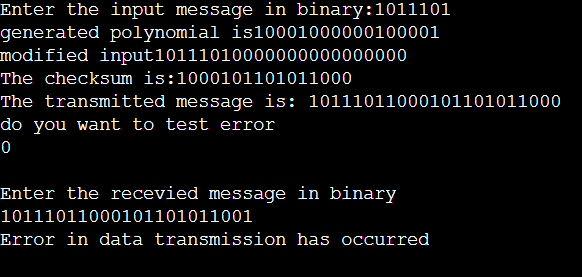 Enter the input message in binary:1011101
generated polynomial is10001000000100001
modified input10111010000000000000000
The checksum is:1000101101011000
The transmitted message is: 10111011000101101011000
do you want to test error
0
Enter the recevied message in binary
10111011000101101011001
Error in data transmission has occurred